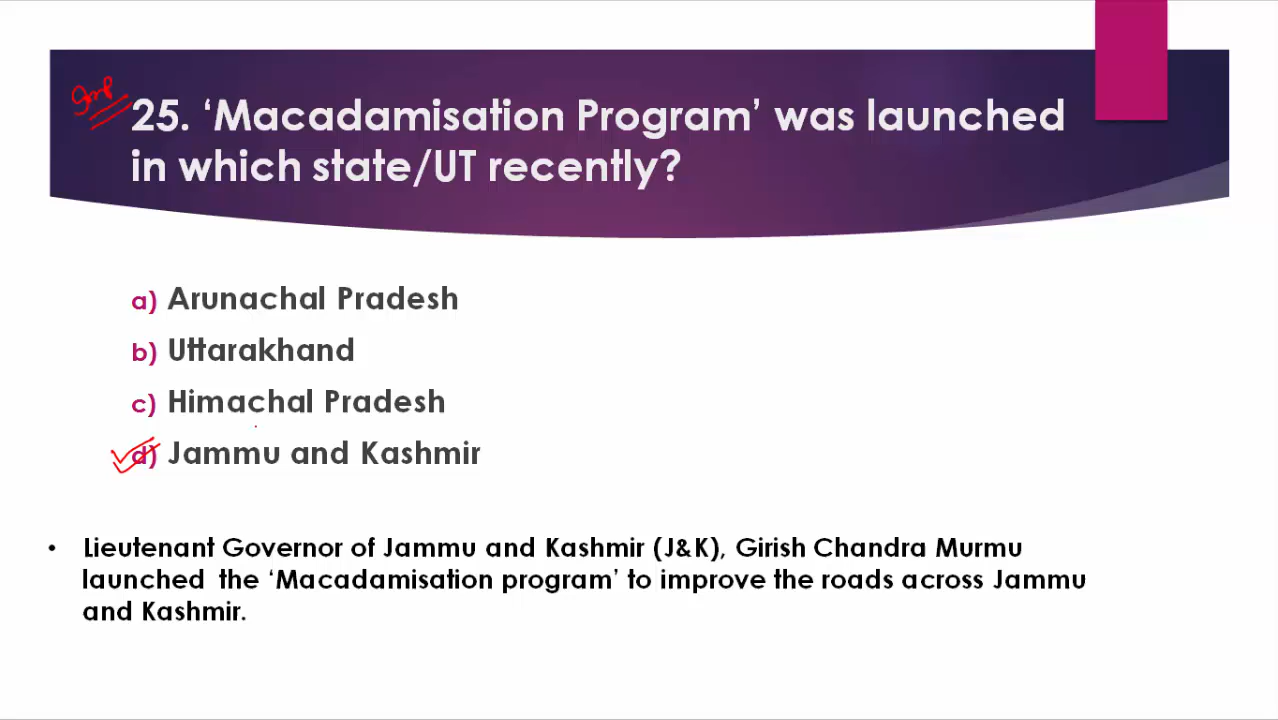 Imp
25. ‘Macadamisation Program’ was launched
in which state/UT recently?
a) Arunachal Pradesh
b) Uttarakhand
c) Himachal Pradesh
d) Jammu and Kashmir
• Lieutenant Governor of Jammu and Kashmir (J&K), Girish Chandra Murmu
launched the ‘Macadamisation program’ to improve the roads across Jammu
and Kashmir.